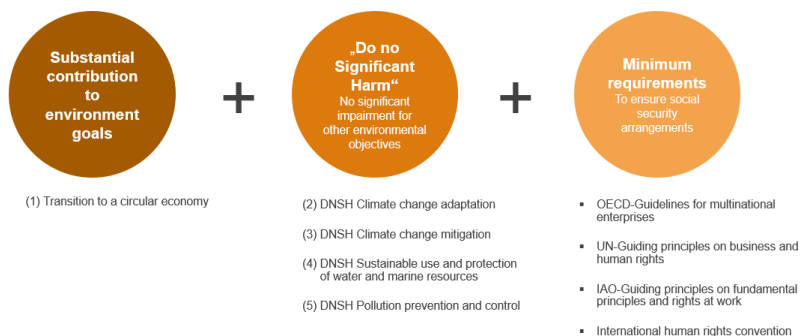 Substantial
contribution
to
environment
goals
+
„Do no
Significant
Harm“
No significant
impairment for
other environmental
objectives
+
Minimum
requirements
To ensure social
security
arrangements
(1) Transition to a circular economy
(2) DNSH Climate change adaptation
(3) DNSH Climate change mitigation
(4) DNSH Sustainable use and protection
of water and marine resources
(5) DNSH Pollution prevention and control
▪ OECD-Guidelines for multinational
enterprises
▪ UN-Guiding principles on business and
human rights
▪ IAO-Guiding principles on fundamental
principles and rights at work
▪ International human rights convention